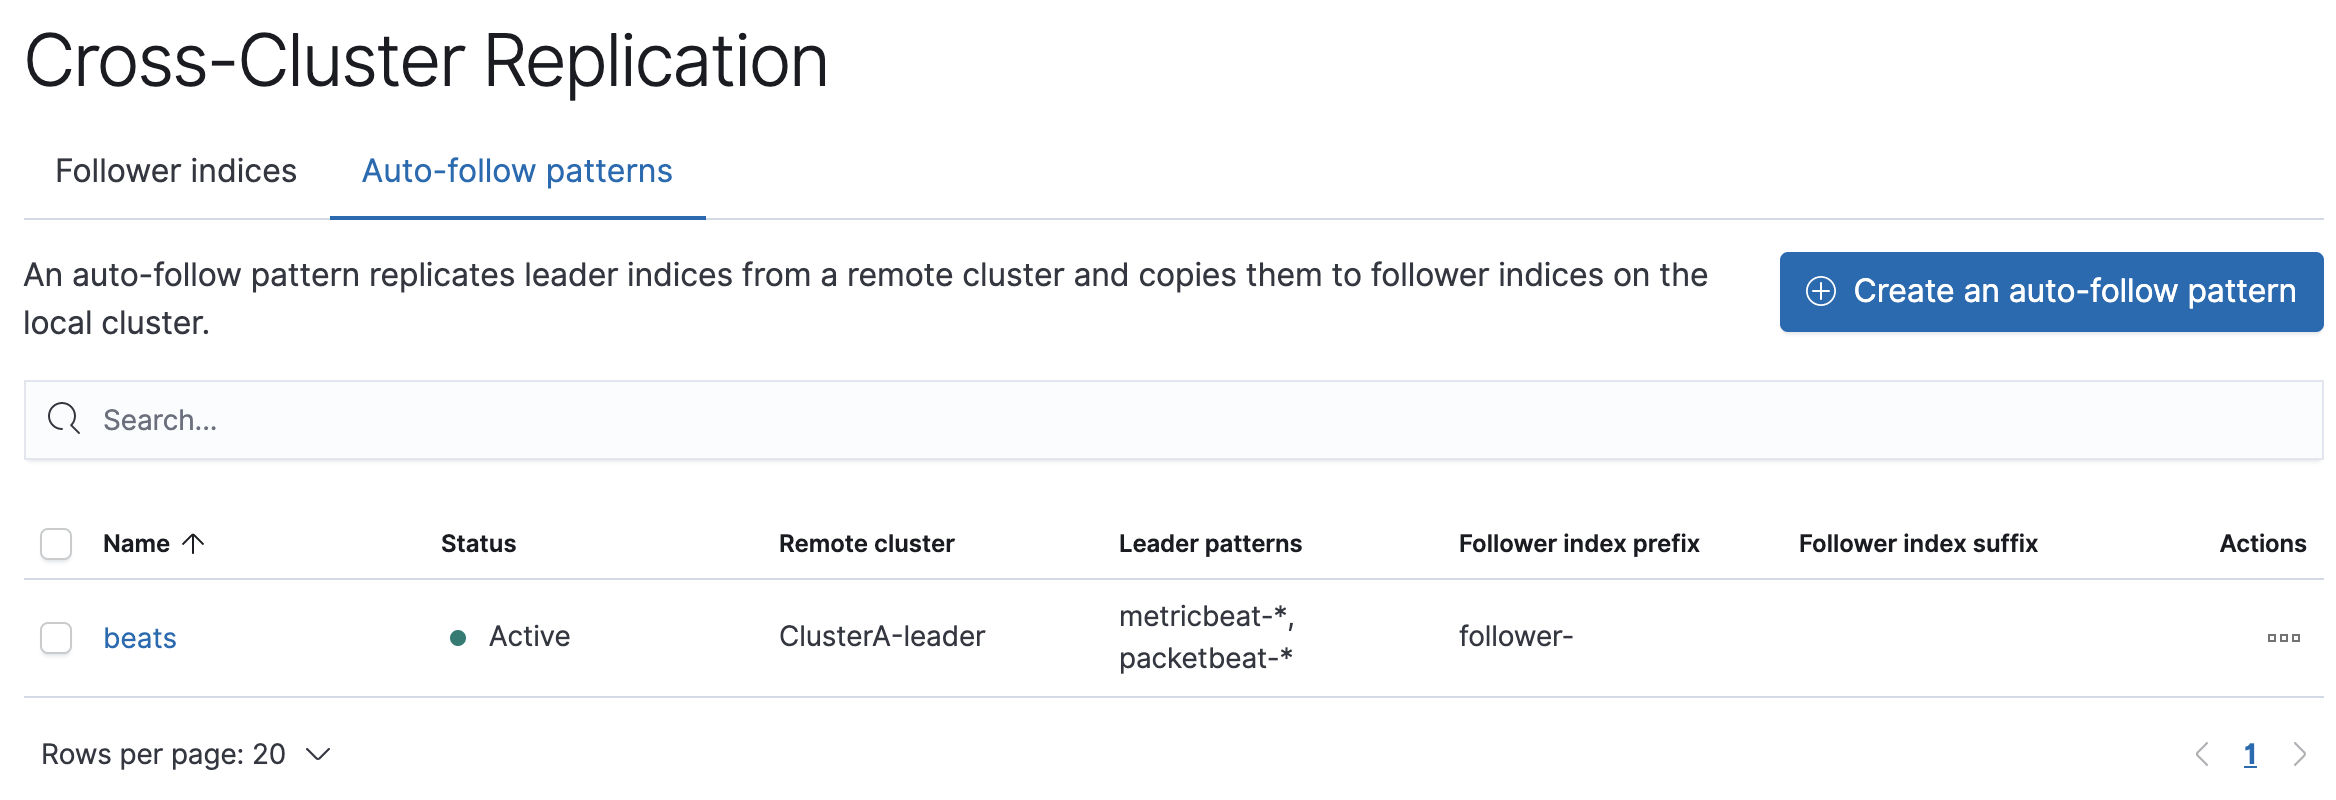 Cross-Cluster Replication
Follower indices Auto-follow patterns
An auto-follow pattern replicates leader indices from a remote cluster and copies them to follower indices on the
local cluster.
Create an auto-follow pattern
Search...
Name Status Remote cluster Leader patterns Follower index prefix Follower index suffix Actions
beats Active ClusterA-leader metricbeat-*, follower-
packetbeat-*
Rows per page: 20 1